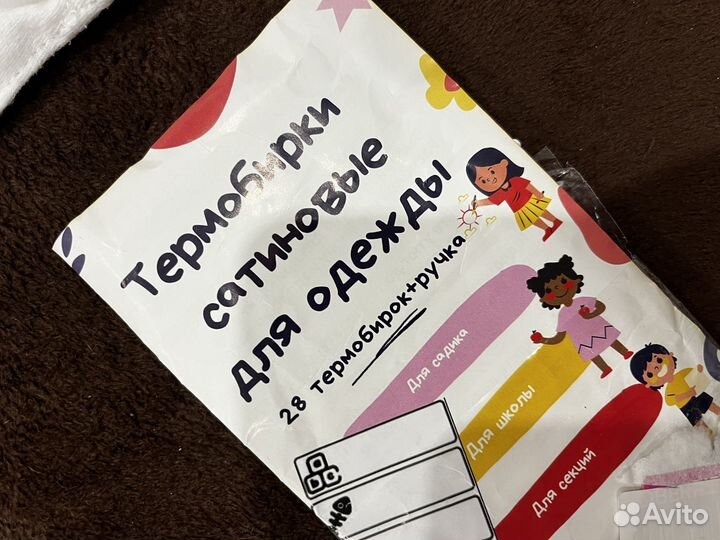 Термобирки
сатиновые
для одежды
28 термобирок+ручка
Для садика
Для школы
Для секций
Avito